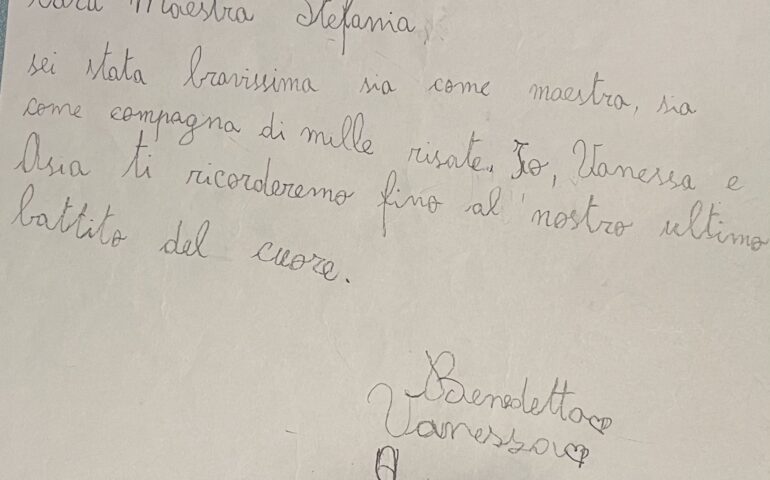 Cara Maestra Stefania,
sei stata bravissima sia come maestra, sia
come compagna di mille risate. Io, Vanessa e
Asia ti ricorderemo fino al nostro ultimo
battito del cuore.
Benedetta
Vanessa
A